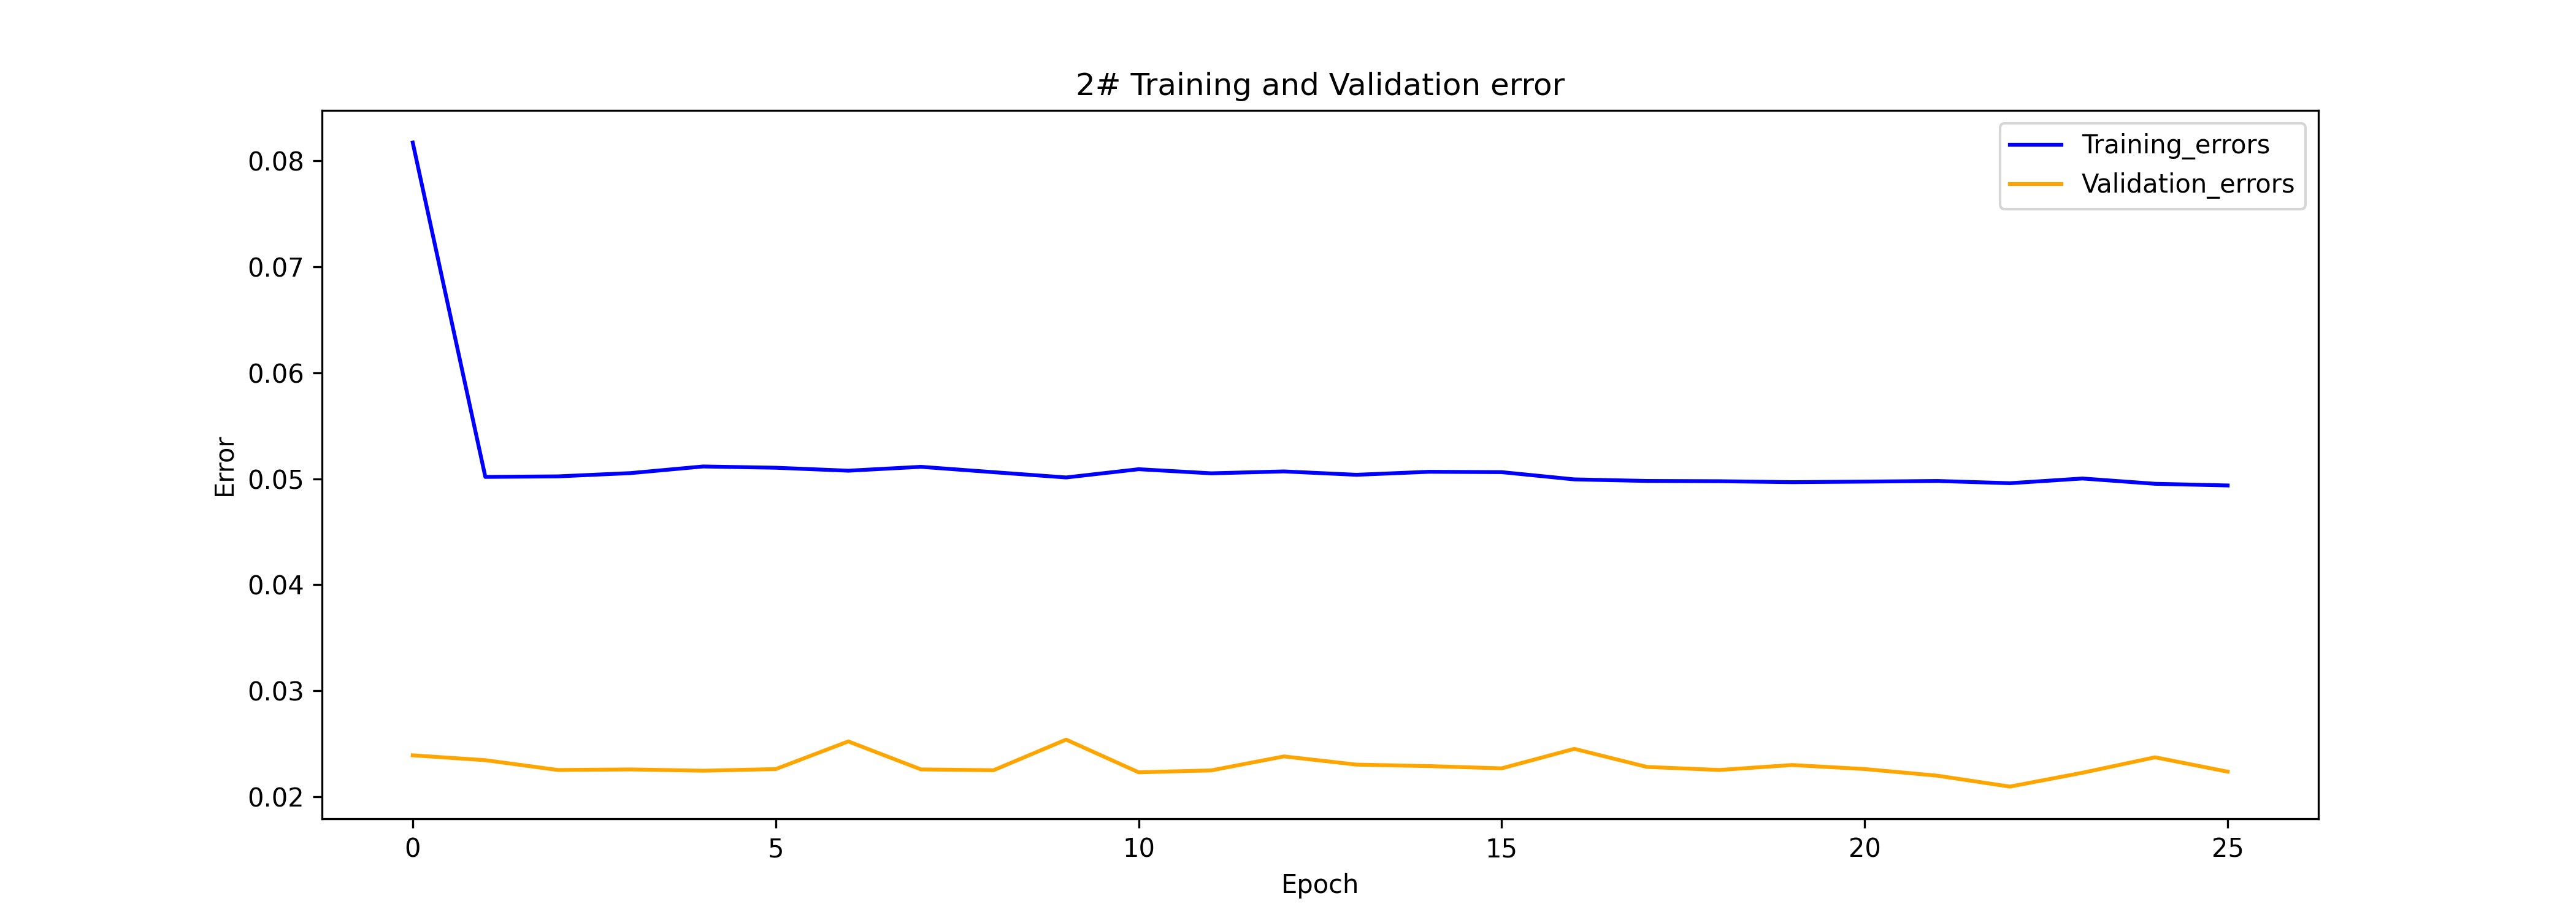 2# Training and Validation error
Training_errors
Validation_errors
Error
0.08
0.07
0.06
0.05
0.04
0.03
0.02
0 5 10 15 20 25
Epoch